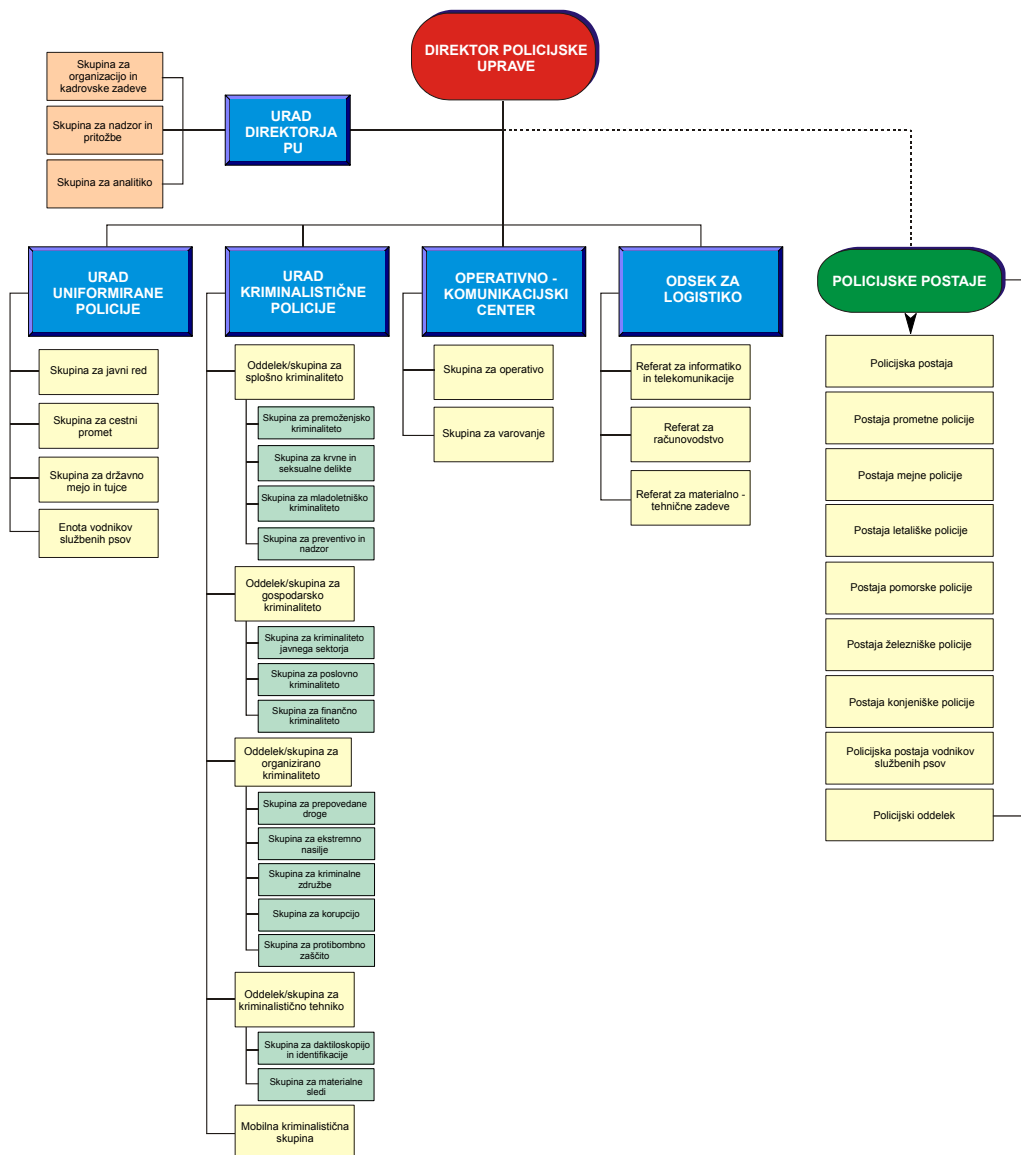 DIREKTOR POLICIJSKE
UPRAVE
Skupina za
organizacijo in
kadrovske zadeve
Skupina za nadzor in
pritožbe
Skupina za analitiko
URAD
DIREKTORJA
PU
URAD
UNIFORMIRANE
POLICIJE
Skupina za javni red
Skupina za cestni
promet
Skupina za državno
mejo in tujce
Enota vodnikov
službenih psov
URAD
KRIMINALISTIČNE
POLICIJE
Oddelek/skupina za
splošno kriminaliteto
Skupina za premoženjsko
kriminaliteto
Skupina za krvne in
seksualne delikte
Skupina za mladoletniško
kriminaliteto
Skupina za preventivo in
nadzor
Oddelek/skupina za
gospodarsko
kriminaliteto
Skupina za kriminaliteto
javnega sektorja
Skupina za poslovno
kriminaliteto
Skupina za finančno
kriminaliteto
Oddelek/skupina za
organizirano
kriminaliteto
Skupina za prepovedane
droge
Skupina za ekstremno
nasilje
Skupina za kriminalne
združbe
Skupina za korupcijo
Skupina za protibombno
zaščito
Oddelek/skupina za
kriminalistično tehniko
Skupina za daktiloskopijo
in identifikacije
Skupina za materialne
sledi
Mobilna kriminalistična
skupina
OPERATIVNO -
KOMUNIKACIJSKI
CENTER
Skupina za operativo
Skupina za varovanje
ODSEK ZA
LOGISTIKO
Referat za informatiko
in telekomunikacije
Referat za
računovodstvo
Referat za materialno -
tehnične zadeve
POLICIJSKE POSTAJE
Policijska postaja
Postaja prometne policije
Postaja mejne policije
Postaja letališke policije
Postaja pomorske policije
Postaja železniške policije
Postaja konjeniške policije
Policijska postaja vodnikov
službenih psov
Policijski oddelek